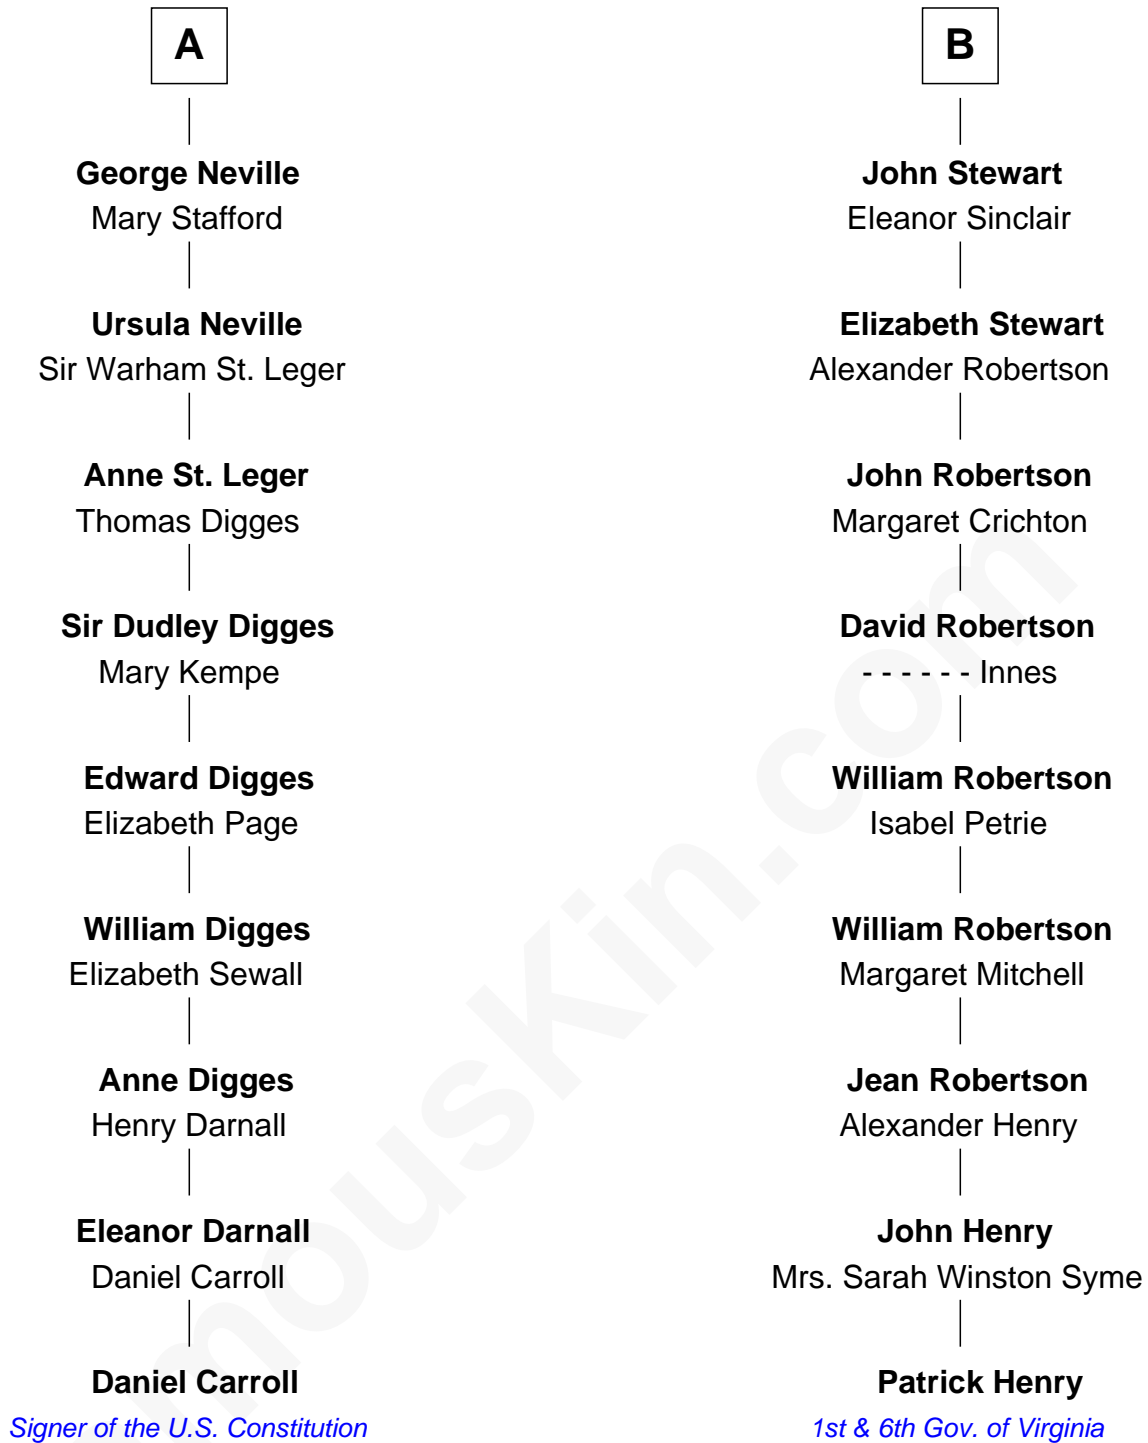 A
George Neville
Mary Stafford
Ursula Neville
Sir Warham St. Leger
Anne St. Leger
Thomas Digges
Sir Dudley Digges
Mary Kempe
Edward Digges
Elizabeth Page
William Digges
Elizabeth Sewall
Anne Digges
Henry Darnall
Eleanor Darnall
Daniel Carroll
Daniel Carroll
Signer of the U.S. Constitution
B
John Stewart
Eleanor Sinclair
Elizabeth Stewart
Alexander Robertson
John Robertson
Margaret Crichton
David Robertson
- - - - - - Innes
William Robertson
Isabel Petrie
William Robertson
Margaret Mitchell
Jean Robertson
Alexander Henry
John Henry
Mrs. Sarah Winston Syme
Patrick Henry
1st & 6th Gov. of Virginia
mousKin.com